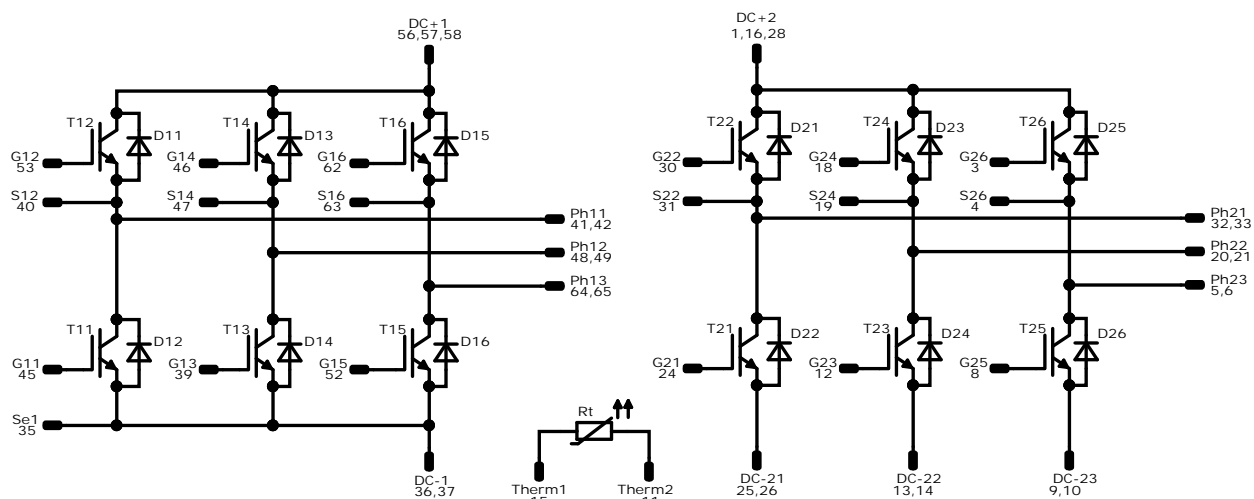 DC+1
56,57,58
DC+2
1,16,28
T12
D11
T14
D13
T16
D15
T22
D21
T24
D23
T26
D25
G12
53
G14
46
G16
62
G22
30
G24
18
G26
3
S12
40
S14
47
S16
63
S22
31
S24
19
S26
4
Ph11
41,42
Ph12
48,49
Ph13
64,65
Ph21
32,33
Ph22
20,21
Ph23
5,6
T11
D12
T13
D14
T15
D16
T21
D22
T23
D24
T25
D26
G11
45
G13
39
G15
52
G21
24
G23
12
G25
8
Se1
35
Rt
DC-1
36,37
Therm1
Therm2
DC-21
25,26
DC-22
13,14
DC-23
9,10